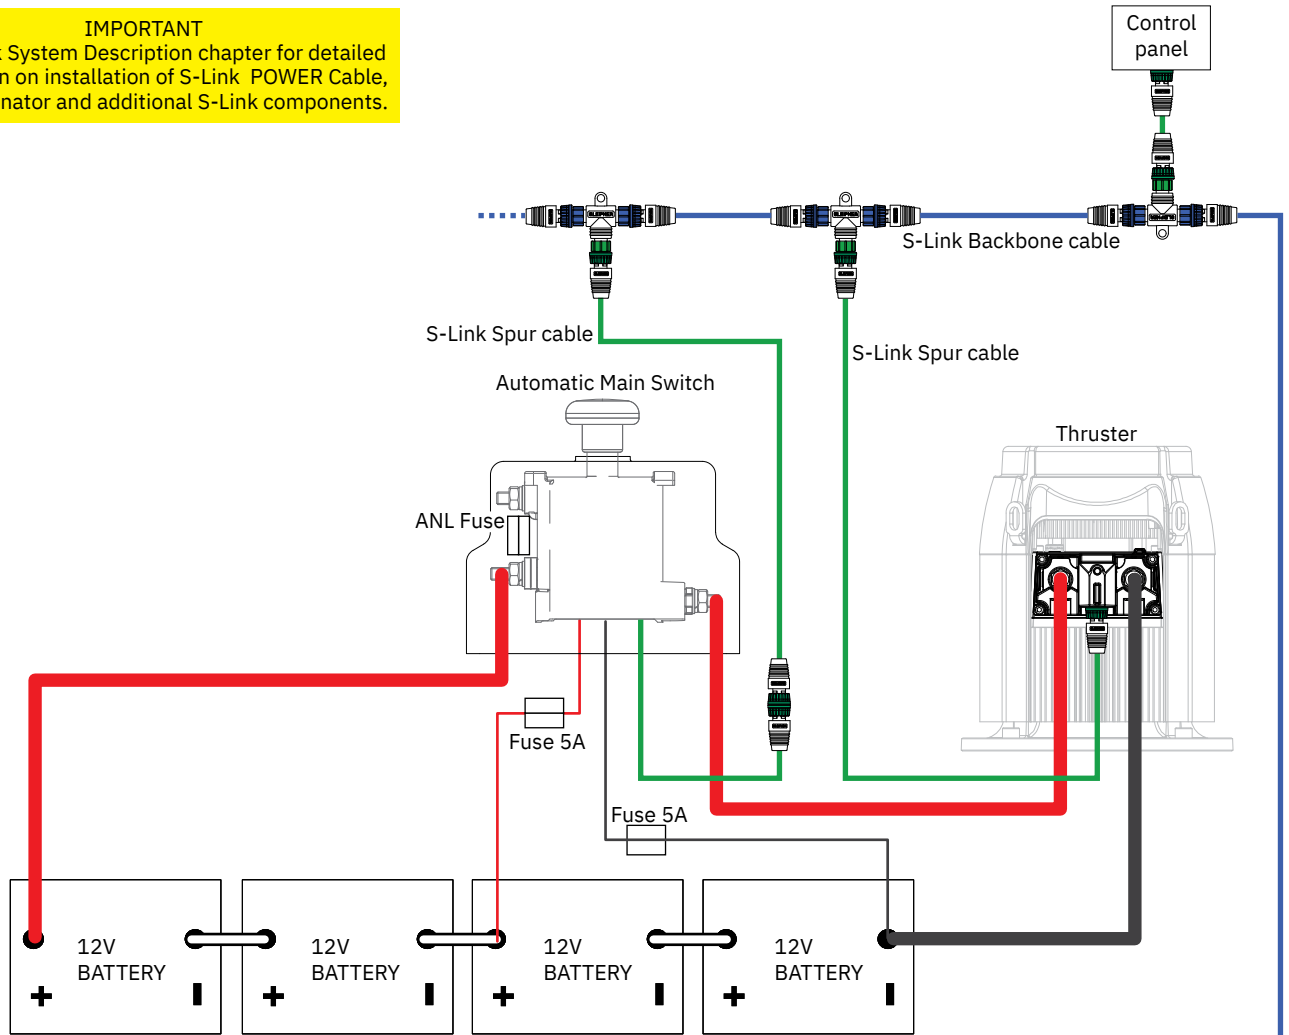 IMPORTANT
System Description chapter for detailed
on installation of S-Link POWER Cable,
and additional S-Link components.
Control
panel
S-Link Backbone cable
S-Link Spur cable
S-Link Spur cable
Automatic Main Switch
Thruster
ANL Fuse
Fuse 5A
Fuse 5A
12V
BATTERY
+ -
12V
BATTERY
+ -
12V
BATTERY
+ -
12V
BATTERY
+ -